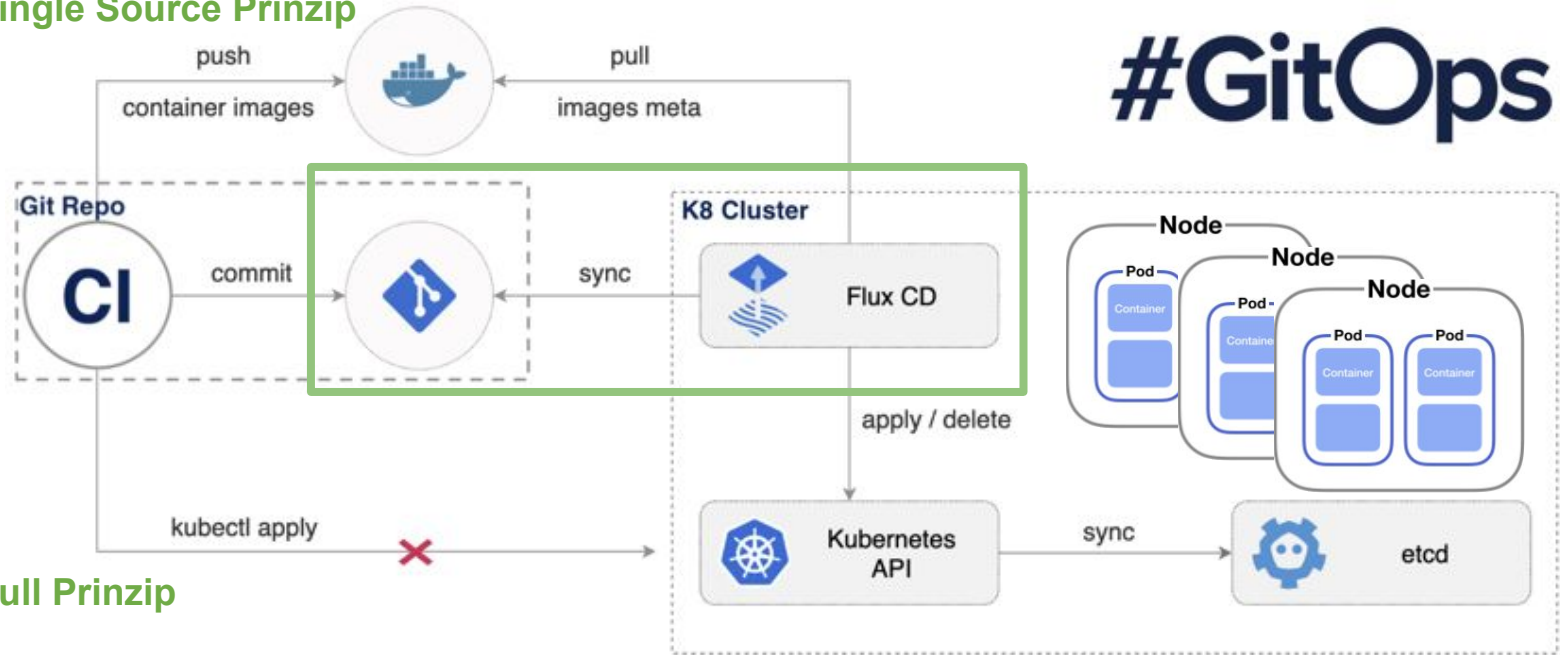 ingle Source Prinzip
push
container images
pull
images meta
#GitOps
Git Repo
CI
commit
sync
K8 Cluster
Flux CD
Node
Pod
Container
Node
Pod
Containe
Node
Pod
Container
Pod
Container
apply / delete
kubectl apply
Kubernetes
API
sync
etcd
ull Prinzip